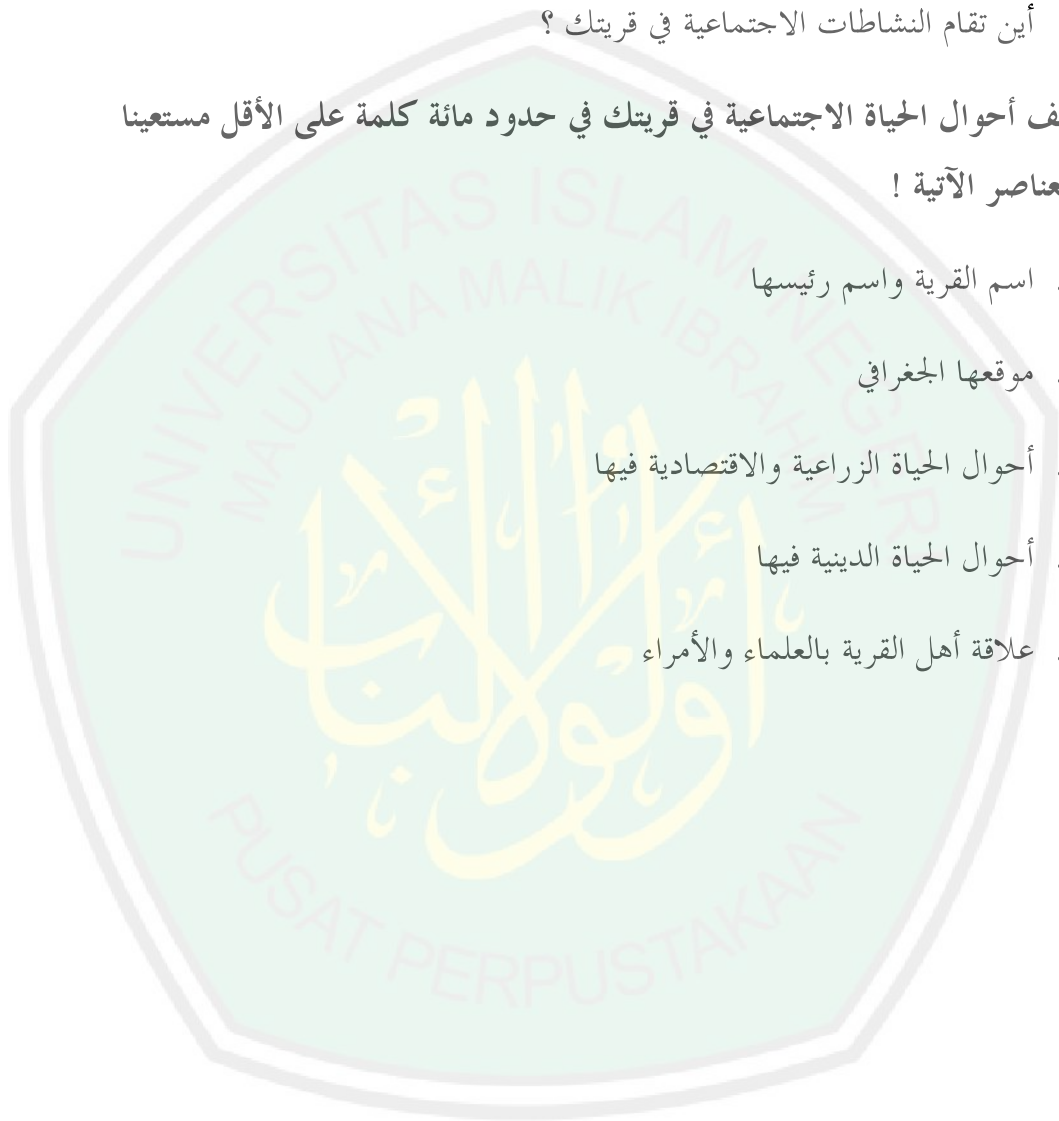 أين تقام النشاطات الاجتماعية في قريتك ؟
ف أحوال الحياة الاجتماعية في قريتك في حدود مائة كلمة على الأقل مستعينا
عناصر الآتية !
. اسم القرية واسم رئيسها
. موقعها الجغرافي
. أحوال الحياة الزراعية والاقتصادية فيها
. أحوال الحياة الدينية فيها
. علاقة أهل القرية بالعلماء والأمراء
UNIVERSITAS ISLAM NEGERI
MAULANA MALIK IBRAHIM
PUSAT PERPUSTAKAAN